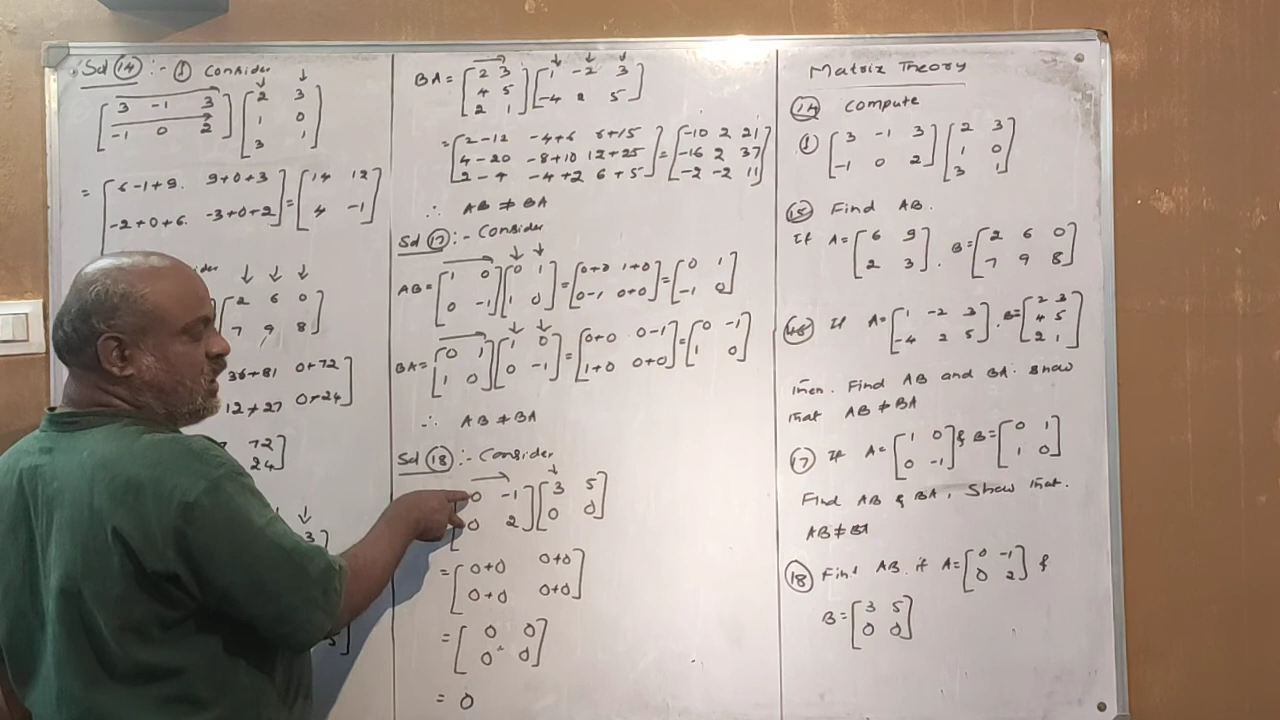 Sol (14) :- (1) Consider
[3 -1 3] [2 3]
[-1 0 2] [1 0]
[3 1]
= [6-1+9. 9+0+3] = [14 12]
[-2+0+6. -3+0+2] [4 -1]
[2 6 0]
[7 9 8]
36+81 0+72]
12+27 0+24]
72]
24]
3]
BA = [2 3] [1 -2 3]
[4 5] [-4 2 5]
[2 1]
= [2-12 -4+6 6+15] = [-10 2 21]
[4-20 -8+10 12+25] [-16 2 37]
[2-4 -4+2 6+5] [-2 -2 11]
∴ AB ≠ BA
Sol (17) :- Consider
AB = [1 0] [0 1] = [0+0 1+0] = [0 1]
[0 -1] [1 0] [0-1 0+0] [-1 0]
BA = [0 1] [1 0] = [0+0 0-1] = [0 -1]
[1 0] [0 -1] [1+0 0+0] [1 0]
∴ AB ≠ BA
Sol (18) :- Consider
[0 -1] [3 5]
[0 2] [0 0]
= [0+0 0+0]
[0+0 0+0]
= [0 0]
[0 0]
= 0
Matrix Theory
(14) Compute
(1) [3 -1 3] [2 3]
[-1 0 2] [1 0]
[3 1]
(15) Find AB.
If A = [6 9] . B = [2 6 0]
[2 3] [7 9 8]
(16) If A = [1 -2 3] . B = [2 3]
[-4 2 5] [4 5]
[2 1]
Then. Find AB and BA. Show
that AB ≠ BA
(17) If A = [1 0] & B = [0 1]
[0 -1] [1 0]
Find AB & BA, Show that.
AB ≠ BA
(18) Find AB. if A = [0 -1] &
[0 2]
B = [3 5]
[0 0]